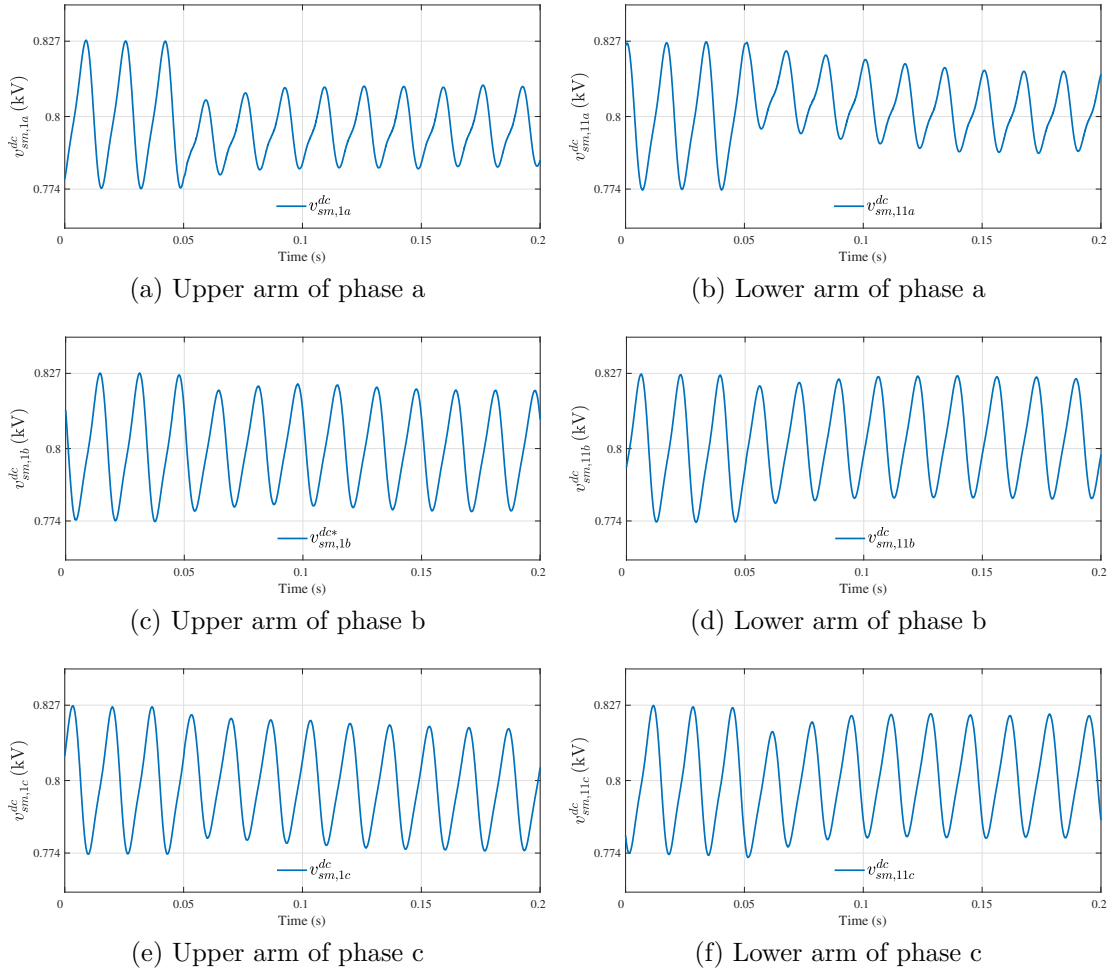 0.827
0.8
0.774
v^{dc}_{sm,1a} (kV)
v^{dc}_{sm,1a}
0 0.05 0.1 0.15 0.2
Time (s)
(a) Upper arm of phase a
0.827
0.8
0.774
v^{dc}_{sm,11a} (kV)
v^{dc}_{sm,11a}
0 0.05 0.1 0.15 0.2
Time (s)
(b) Lower arm of phase a
0.827
0.8
0.774
v^{dc}_{sm,1b} (kV)
v^{dc*}_{sm,1b}
0 0.05 0.1 0.15 0.2
Time (s)
(c) Upper arm of phase b
0.827
0.8
0.774
v^{dc}_{sm,11b} (kV)
v^{dc}_{sm,11b}
0 0.05 0.1 0.15 0.2
Time (s)
(d) Lower arm of phase b
0.827
0.8
0.774
v^{dc}_{sm,1c} (kV)
v^{dc}_{sm,1c}
0 0.05 0.1 0.15 0.2
Time (s)
(e) Upper arm of phase c
0.827
0.8
0.774
v^{dc}_{sm,11c} (kV)
v^{dc}_{sm,11c}
0 0.05 0.1 0.15 0.2
Time (s)
(f) Lower arm of phase c